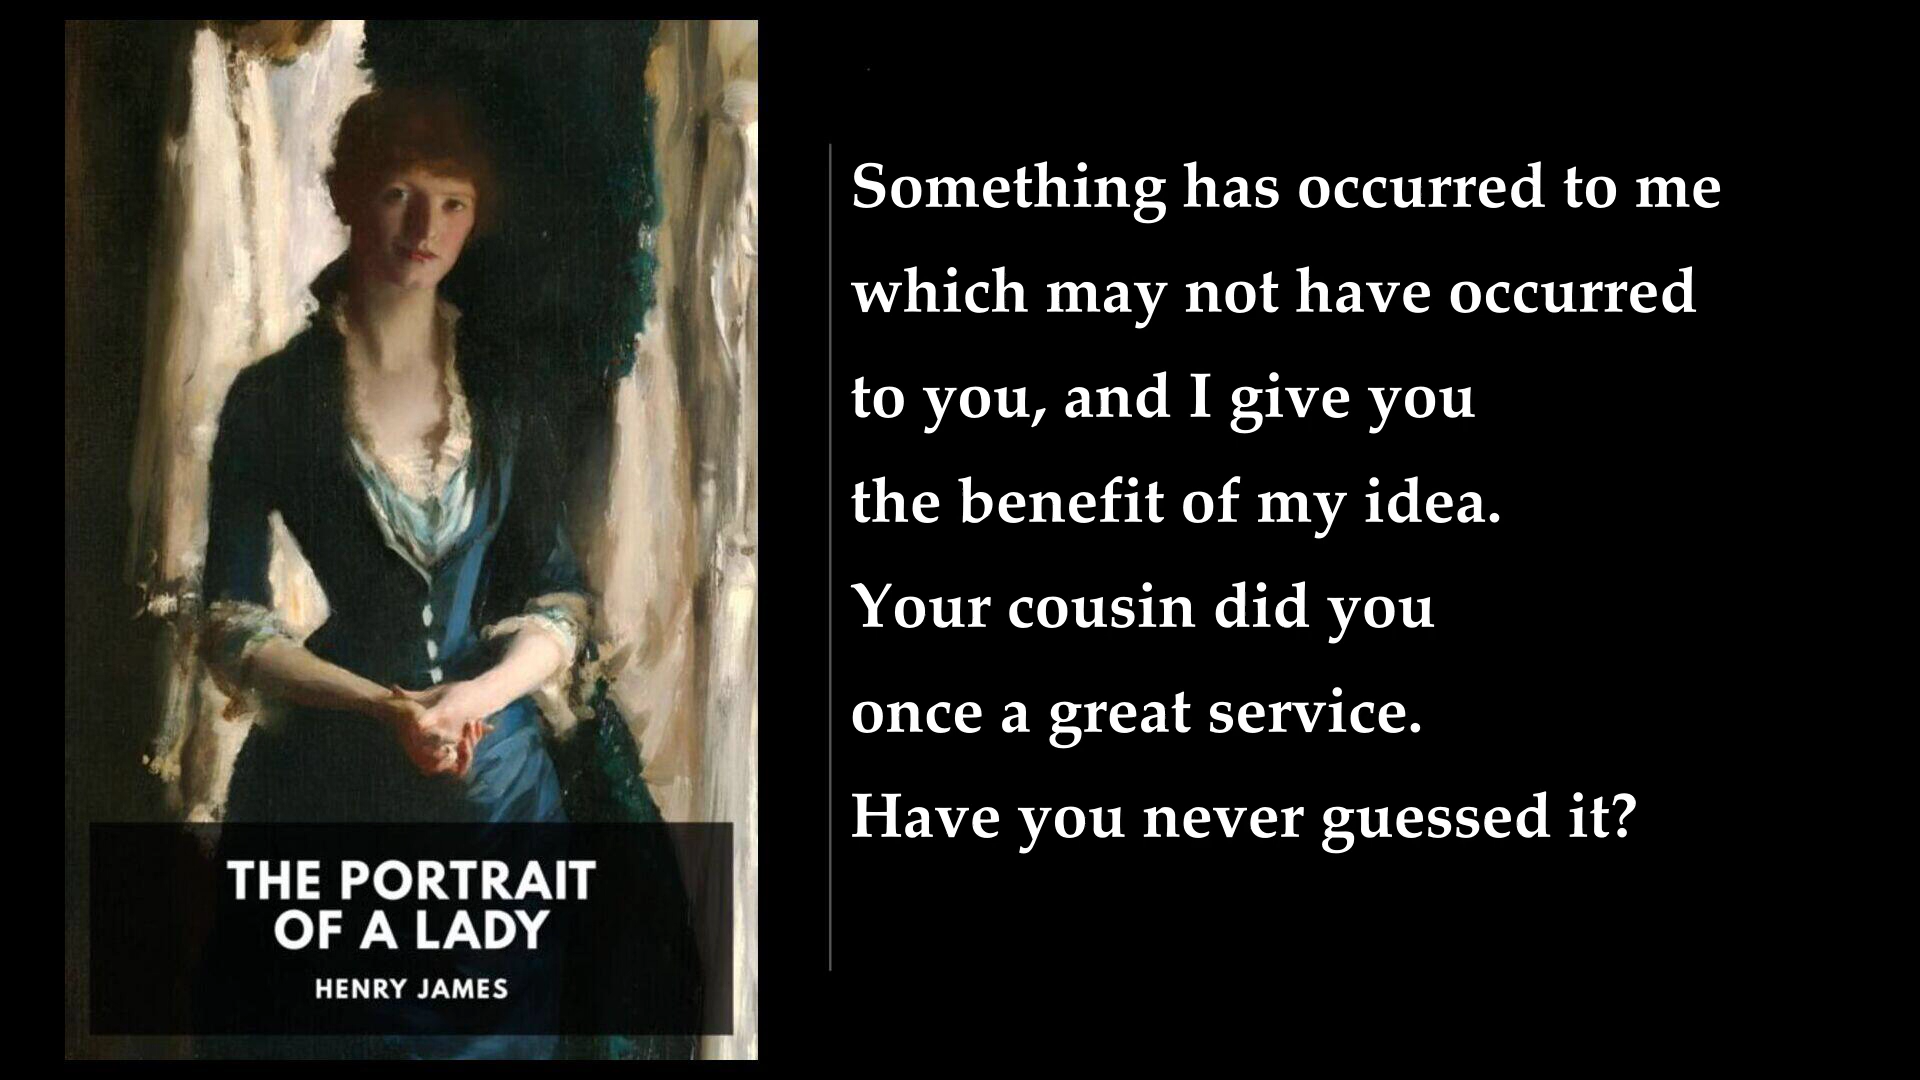 Something has occurred to me
which may not have occurred
to you, and I give you
the benefit of my idea.
Your cousin did you
once a great service.
Have you never guessed it?
THE PORTRAIT
OF A LADY
HENRY JAMES